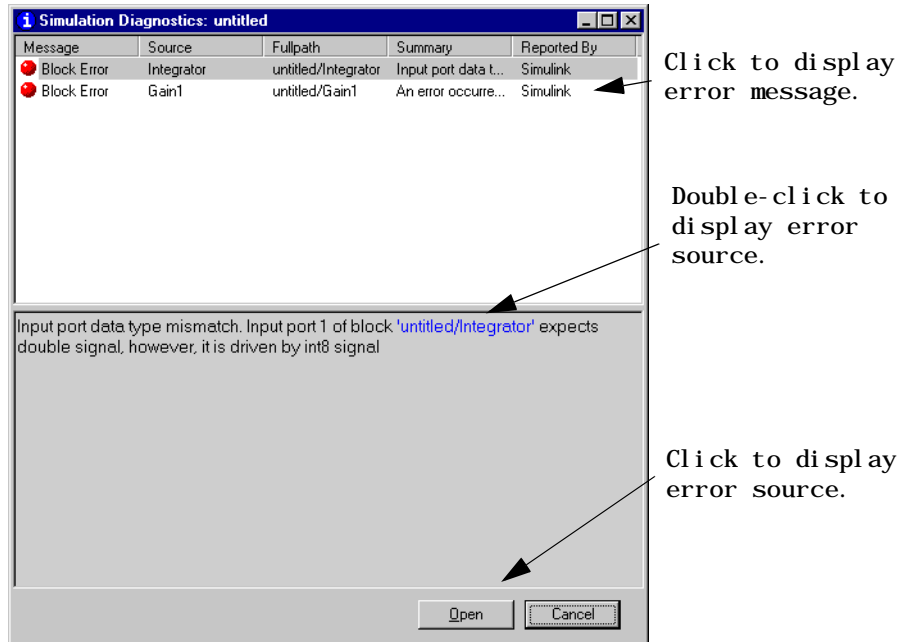 Simulation Diagnostics: untitled
Message Source Fullpath Summary Reported By
Block Error Integrator untitled/Integrator Input port data t... Simulink
Block Error Gain1 untitled/Gain1 An error occurre... Simulink
Click to display
error message.
Double-click to
display error
source.
Input port data type mismatch. Input port 1 of block 'untitled/Integrator' expects
double signal, however, it is driven by int8 signal
Click to display
error source.
Open Cancel